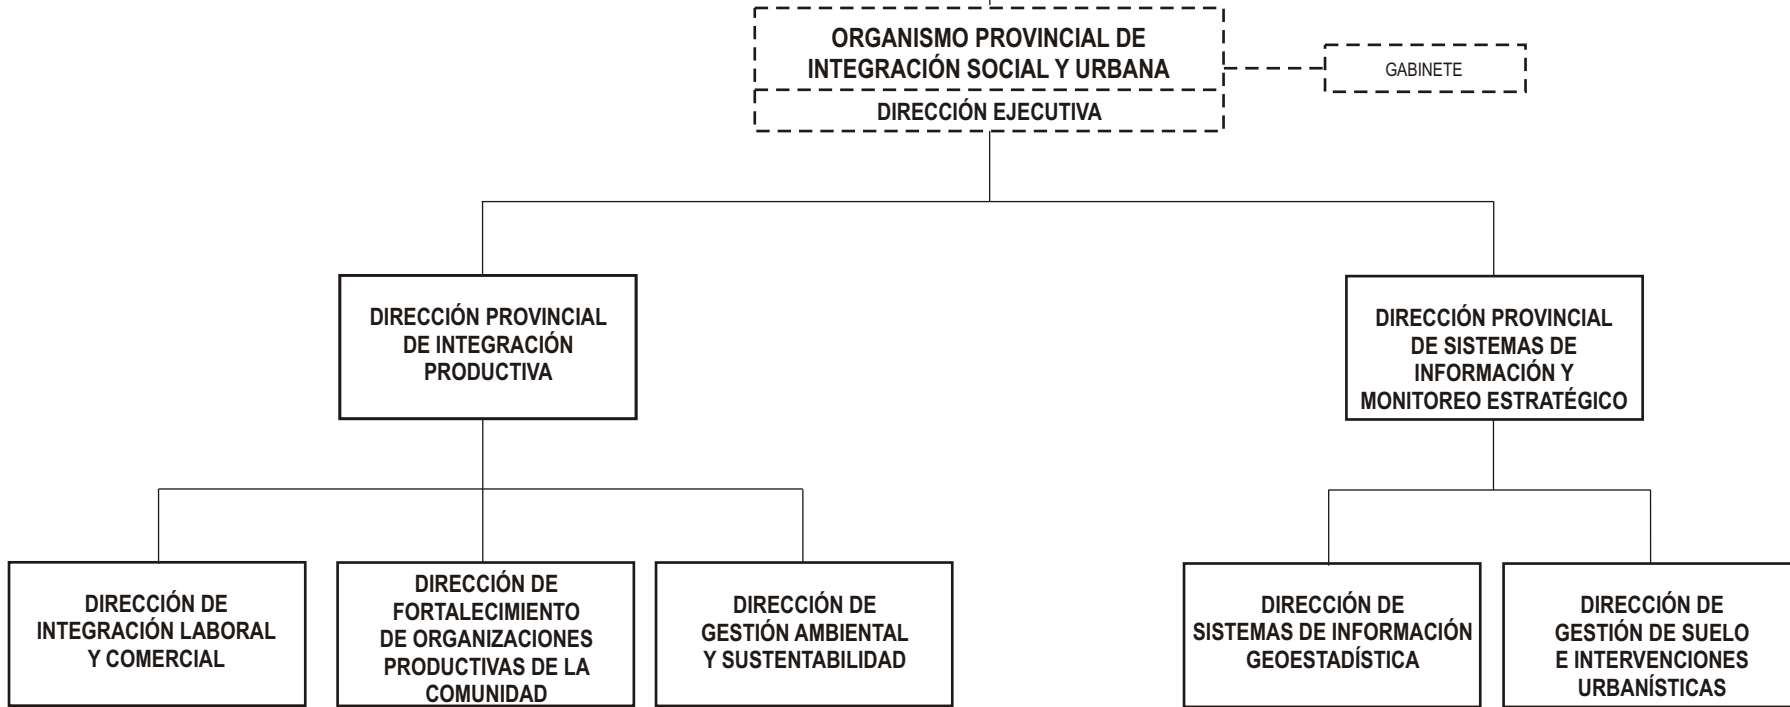 ORGANISMO PROVINCIAL DE
INTEGRACIÓN SOCIAL Y URBANA
DIRECCIÓN EJECUTIVA
GABINETE
DIRECCIÓN PROVINCIAL
DE INTEGRACIÓN
PRODUCTIVA
DIRECCIÓN PROVINCIAL
DE SISTEMAS DE
INFORMACIÓN Y
MONITOREO ESTRATÉGICO
DIRECCIÓN DE
INTEGRACIÓN LABORAL
Y COMERCIAL
DIRECCIÓN DE
FORTALECIMIENTO
DE ORGANIZACIONES
PRODUCTIVAS DE LA
COMUNIDAD
DIRECCIÓN DE
GESTIÓN AMBIENTAL
Y SUSTENTABILIDAD
DIRECCIÓN DE
SISTEMAS DE INFORMACIÓN
GEOESTADÍSTICA
DIRECCIÓN DE
GESTIÓN DE SUELO
E INTERVENCIONES
URBANÍSTICAS